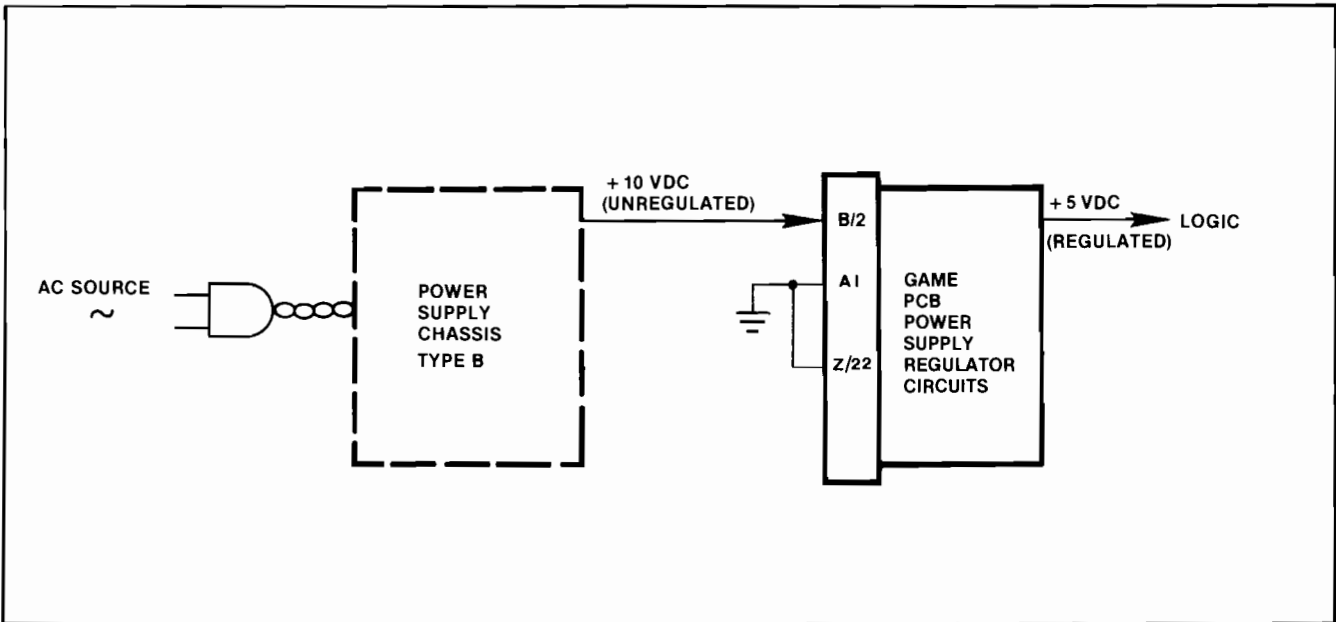 AC SOURCE
~
POWER
SUPPLY
CHASSIS
TYPE B
+ 10 VDC
(UNREGULATED)
B/2
A1
Z/22
GAME
PCB
POWER
SUPPLY
REGULATOR
CIRCUITS
+ 5 VDC
(REGULATED)
LOGIC